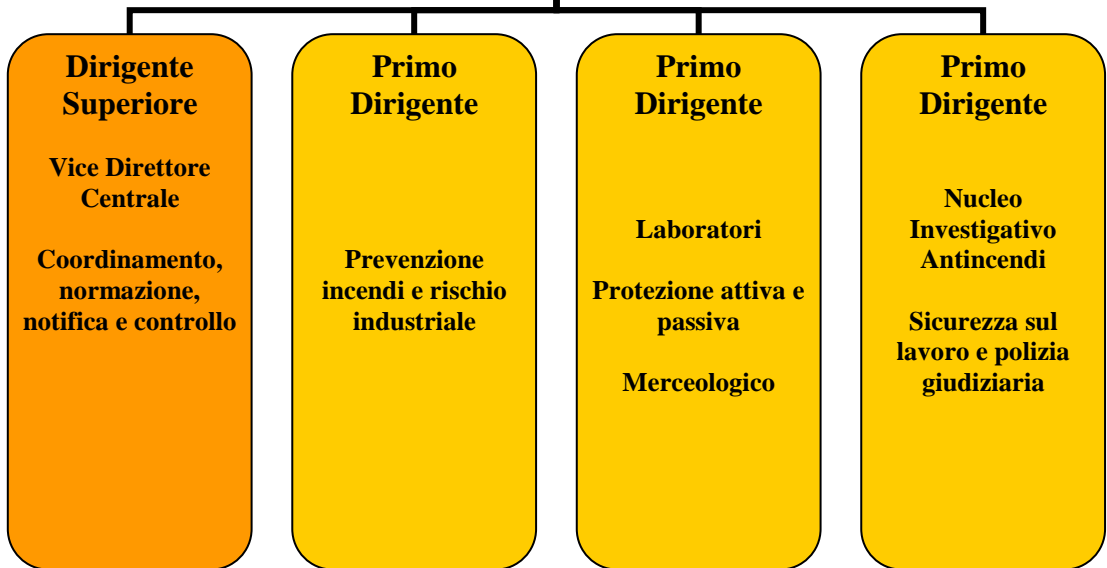 Dirigente
Superiore
Vice Direttore
Centrale
Coordinamento,
normazione,
notifica e controllo
Primo
Dirigente
Prevenzione
incendi e rischio
industriale
Primo
Dirigente
Laboratori
Protezione attiva e
passiva
Merceologico
Primo
Dirigente
Nucleo
Investigativo
Antincendi
Sicurezza sul
lavoro e polizia
giudiziaria